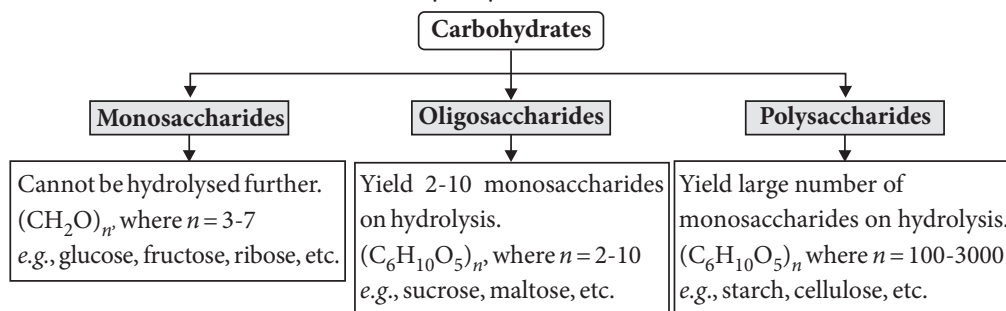 Carbohydrates
Monosaccharides
Oligosaccharides
Polysaccharides
Cannot be hydrolysed further.
(CH₂O)ₙ, where n = 3-7
e.g., glucose, fructose, ribose, etc.
Yield 2-10 monosaccharides
on hydrolysis.
(C₆H₁₀O₅)ₙ, where n = 2-10
e.g., sucrose, maltose, etc.
Yield large number of
monosaccharides on hydrolysis.
(C₆H₁₀O₅)ₙ where n = 100-3000
e.g., starch, cellulose, etc.